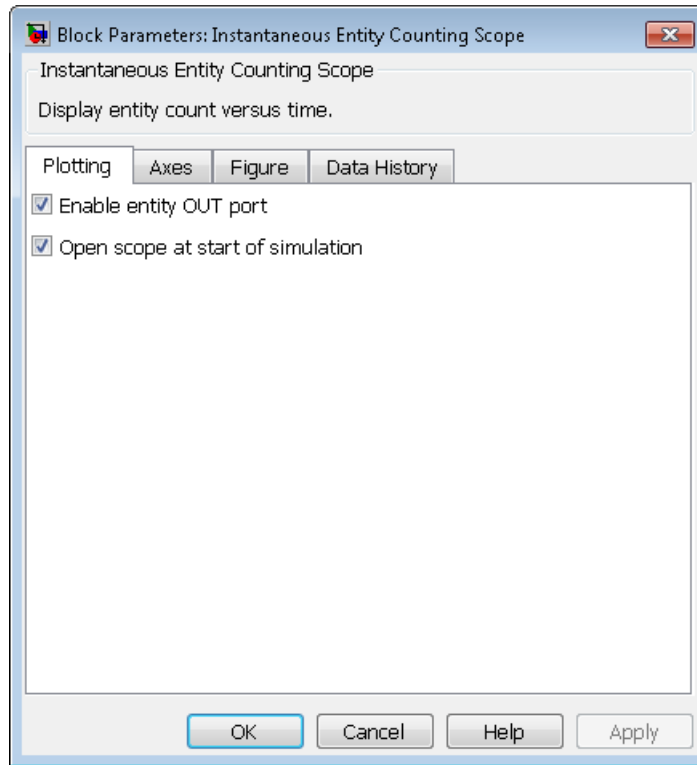 Block Parameters: Instantaneous Entity Counting Scope
Instantaneous Entity Counting Scope
Display entity count versus time.
Plotting Axes Figure Data History
Enable entity OUT port
Open scope at start of simulation
OK Cancel Help Apply